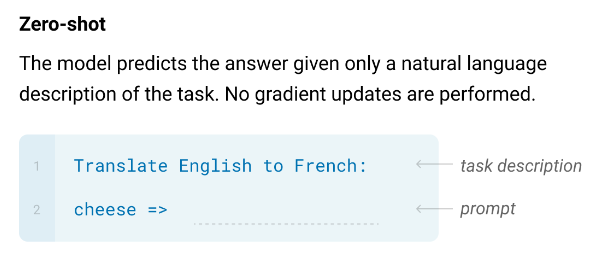 Zero-shot
The model predicts the answer given only a natural language
description of the task. No gradient updates are performed.
1 Translate English to French: task description
2 cheese => prompt